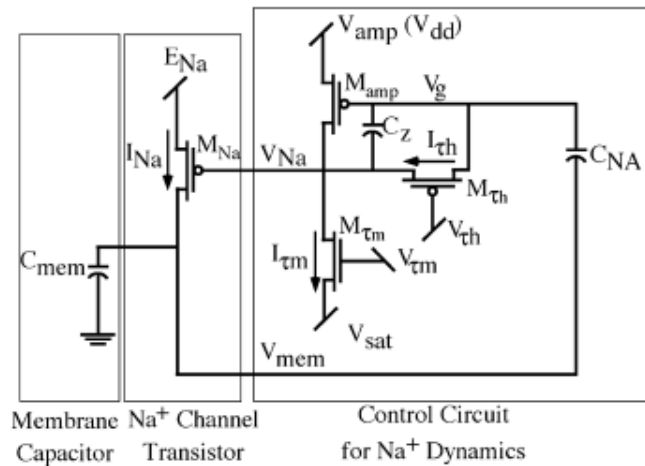 V_amp (V_dd)
E_Na
M_amp
V_g
C_z
I_τh
C_NA
I_Na
M_Na
V_Na
M_τh
V_τh
C_mem
M_τm
I_τm
V_τm
V_sat
V_mem
Membrane
Capacitor
Na⁺ Channel
Transistor
Control Circuit
for Na⁺ Dynamics